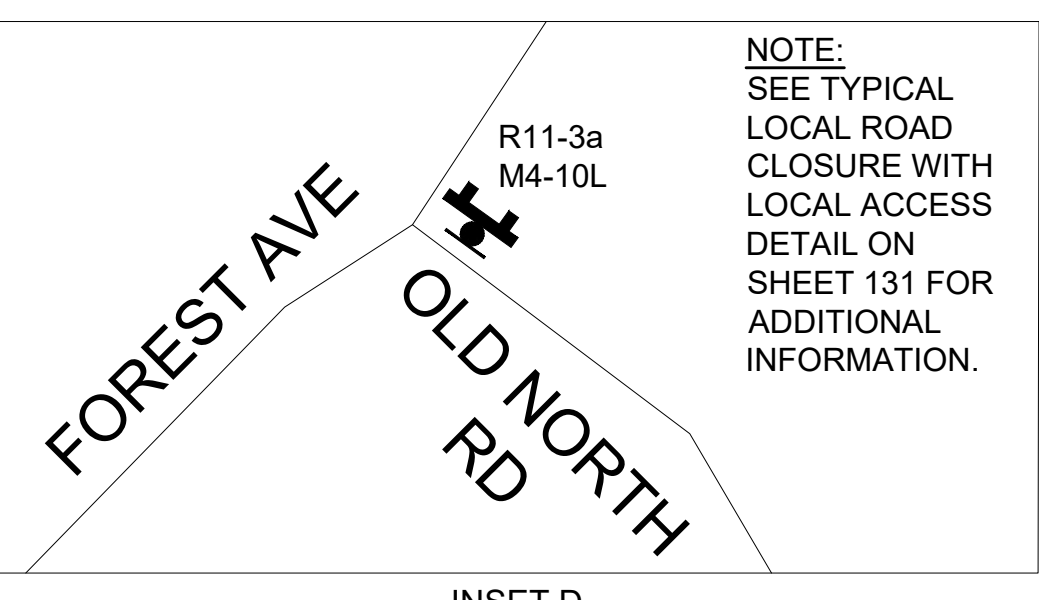 NOTE:
SEE TYPICAL
LOCAL ROAD
CLOSURE WITH
LOCAL ACCESS
DETAIL ON
SHEET 131 FOR
ADDITIONAL
INFORMATION.
R11-3a
M4-10L
FOREST AVE
OLD NORTH
RD
INSET D